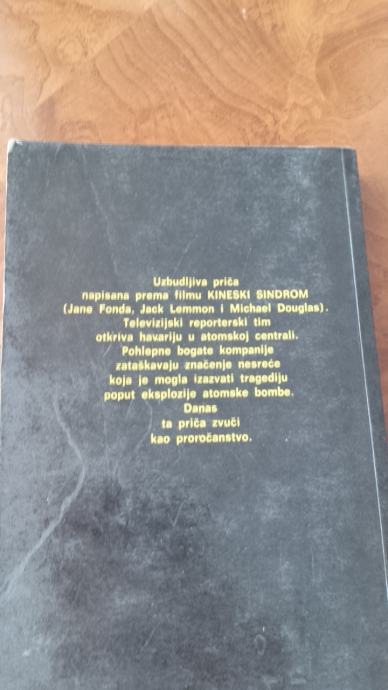 Uzbudljiva priča
napisana prema filmu KINESKI SINDROM
(Jane Fonda, Jack Lemmon i Michael Douglas).
Televizijski reporterski tim
otkriva havariju u atomskoj centrali.
Pohlepne bogate kompanije
zataškavaju značenje nesreće
koja je mogla izazvati tragediju
poput eksplozije atomske bombe.
Danas
ta priča zvuči
kao proročanstvo.